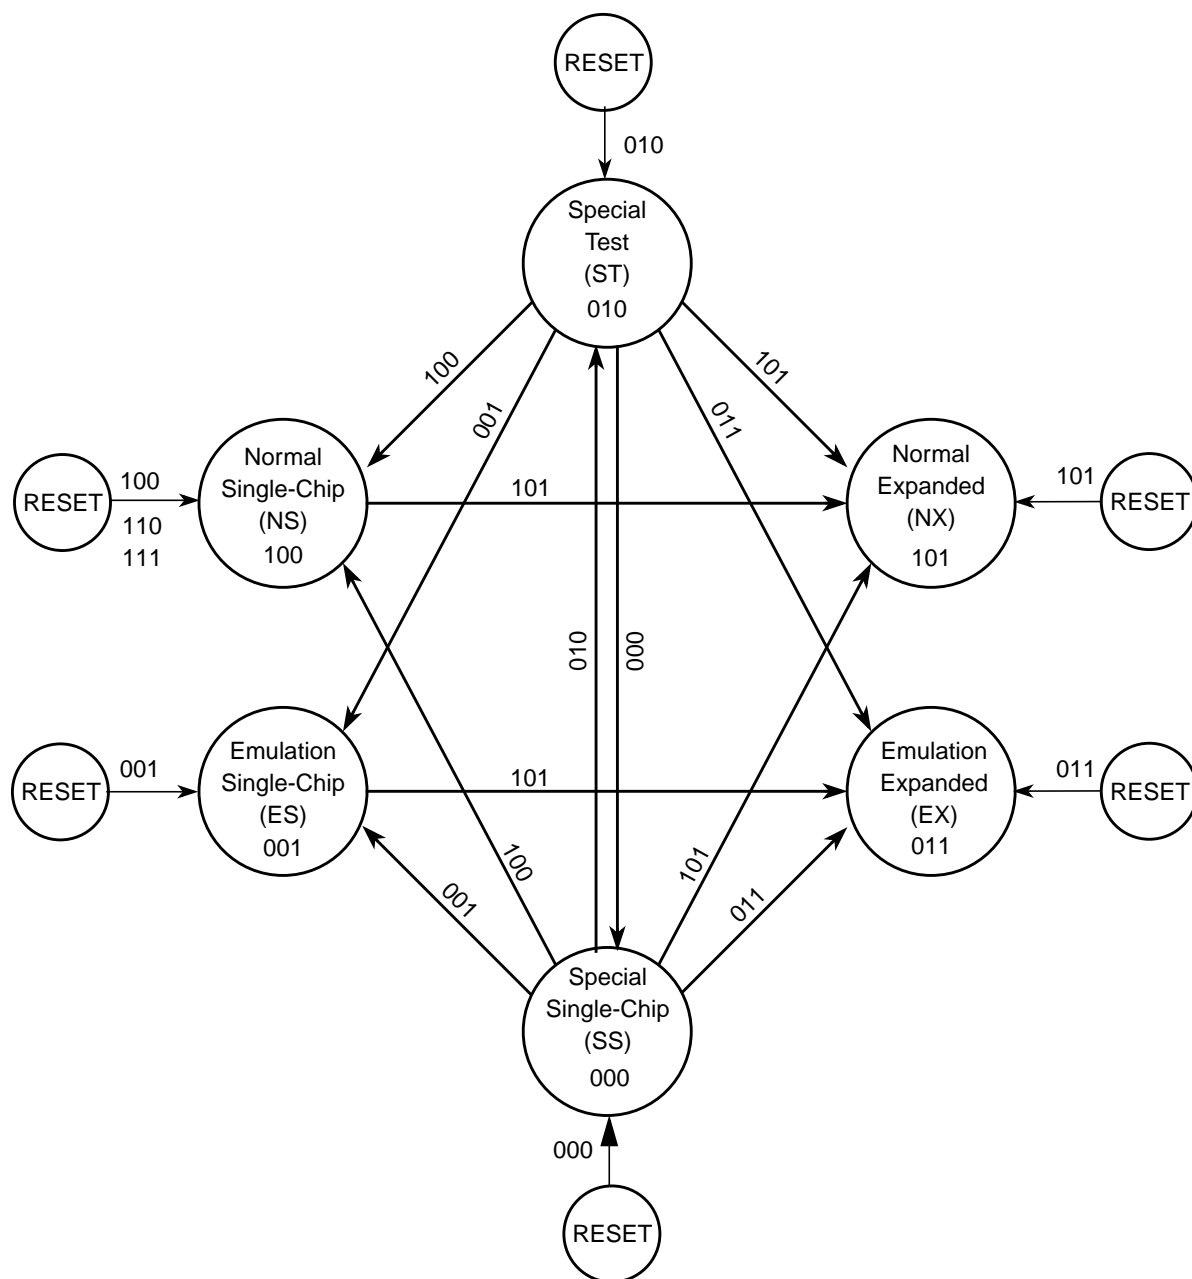 RESET
010
Special
Test
(ST)
010
100
001
101
011
Normal
Single-Chip
(NS)
100
Normal
Expanded
(NX)
101
RESET
100
110
111
101
101
RESET
010
000
Emulation
Single-Chip
(ES)
001
Emulation
Expanded
(EX)
011
RESET
001
101
011
RESET
001
100
101
011
Special
Single-Chip
(SS)
000
000
RESET